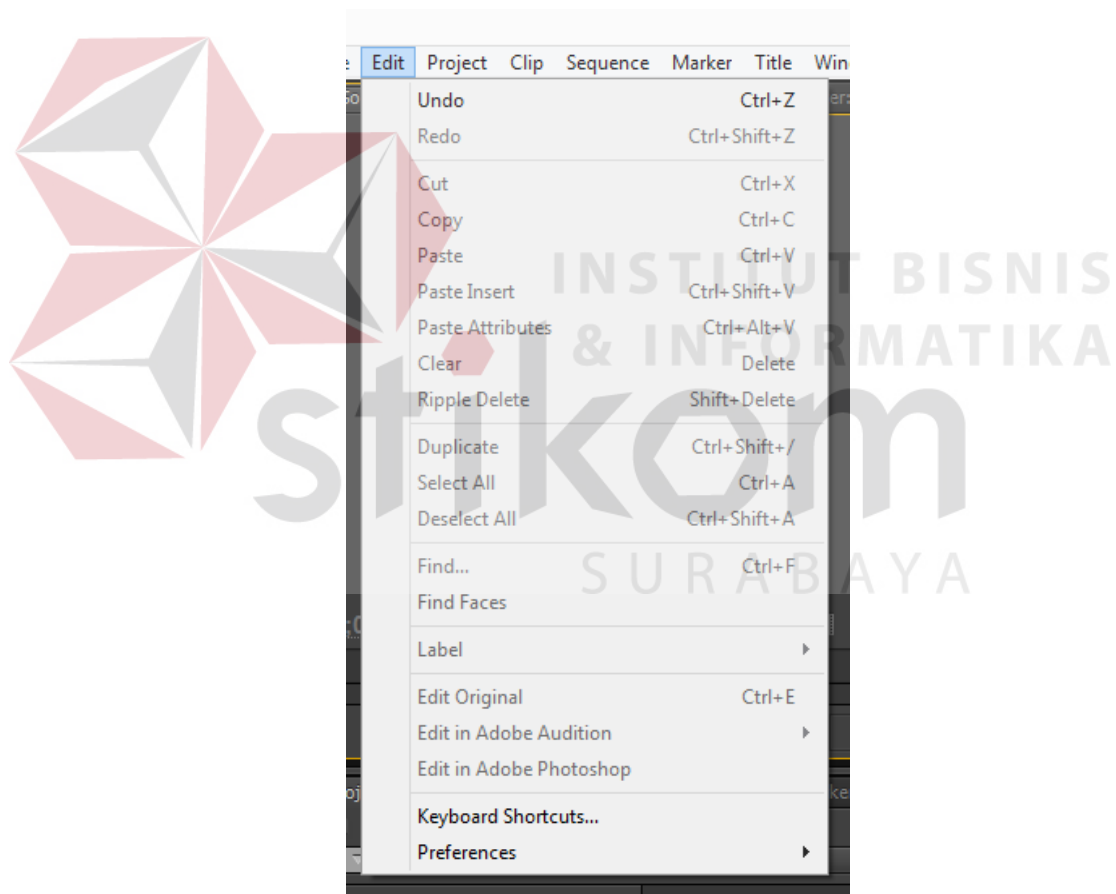 Edit Project Clip Sequence Marker Title Win
Undo Ctrl+Z
Redo Ctrl+Shift+Z
Cut Ctrl+X
Copy Ctrl+C
Paste Ctrl+V
Paste Insert Ctrl+Shift+V
Paste Attributes Ctrl+Alt+V
Clear Delete
Ripple Delete Shift+Delete
Duplicate Ctrl+Shift+/
Select All Ctrl+A
Deselect All Ctrl+Shift+A
Find... Ctrl+F
Find Faces
Label
Edit Original Ctrl+E
Edit in Adobe Audition
Edit in Adobe Photoshop
Keyboard Shortcuts...
Preferences
INSTITUT BISNIS
& INFORMATIKA
stikom
SURABAYA